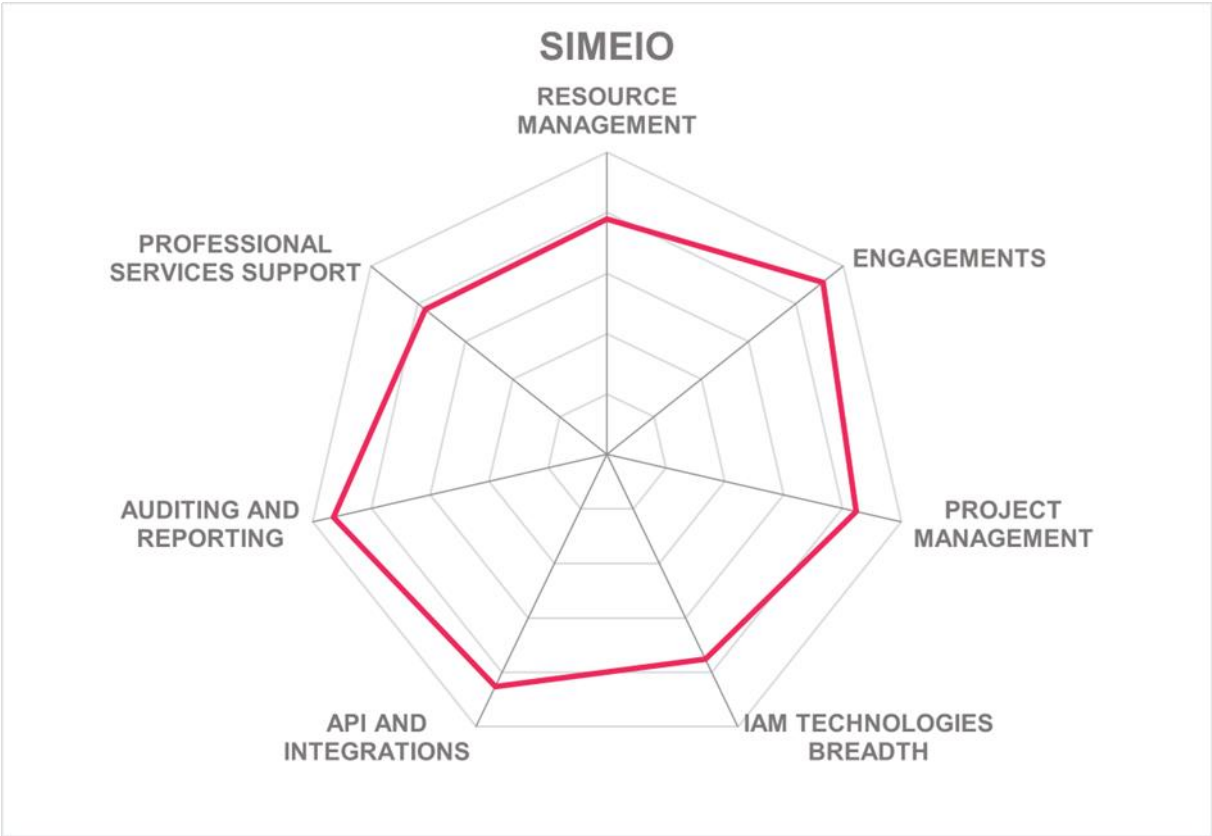 SIMEIO
RESOURCE
MANAGEMENT
PROFESSIONAL
SERVICES SUPPORT
ENGAGEMENTS
AUDITING AND
REPORTING
PROJECT
MANAGEMENT
API AND
INTEGRATIONS
IAM TECHNOLOGIES
BREADTH